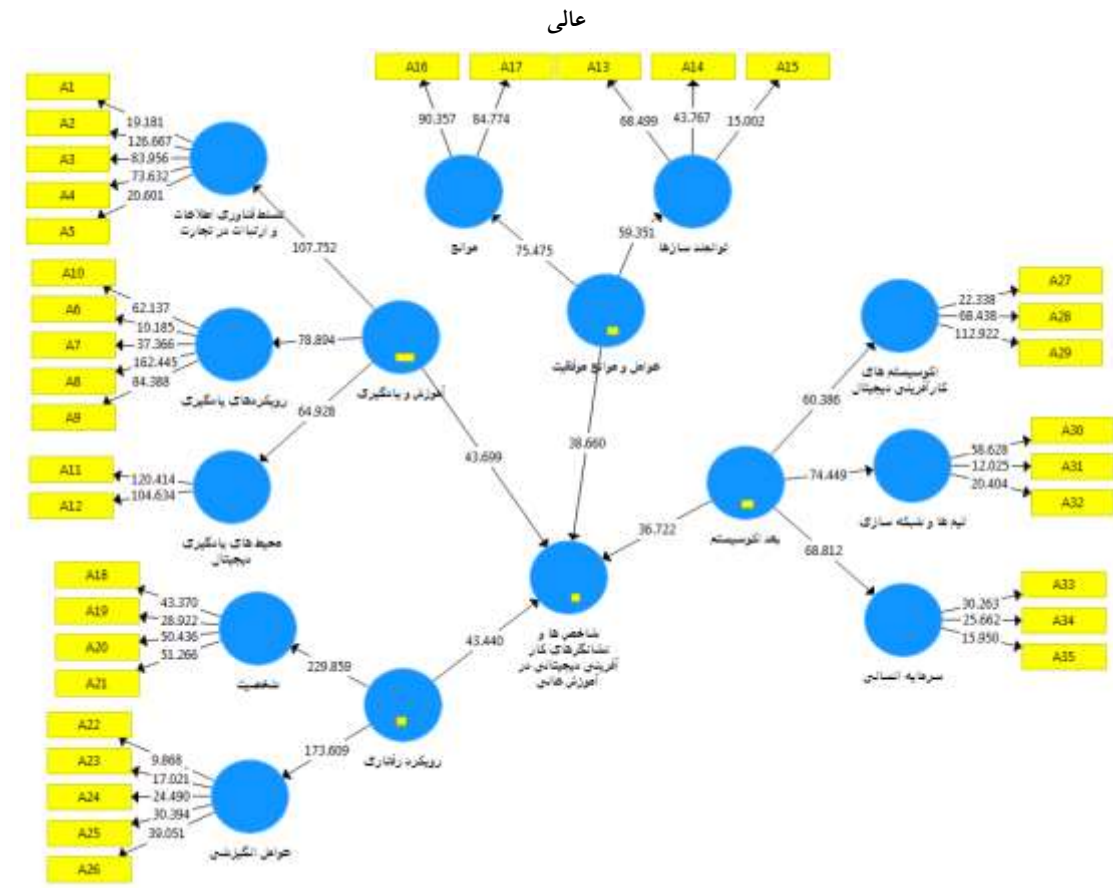 عالی
A16
A17
A13
A14
A15
A1
A2
A3
A4
A5
19.181
126.667
83.956
73.632
20.601
تسلط فناوری اطلاعات
و ارتباات در تجارت
90.357
84.774
موانع
68.499
43.767
15.002
توانمند سازها
107.752
75.475
59.351
A10
A6
A7
A8
A9
62.137
10.185
37.366
162.445
84.388
رویکردهای یادگیری
78.894
آموزش و یادگیری
عوامل و موانع موفقیت
22.338
68.438
112.922
A27
A28
A29
اکوسیستم های
کارآفرینی دیجیتال
64.928
43.699
38.660
60.386
A11
A12
120.414
104.634
محیط های یادگیری
دیجیتال
74.449
58.628
12.025
20.404
A30
A31
A32
تیم ها و شبکه سازی
بعد اکوسیستم
36.722
68.812
A18
A19
A20
A21
43.370
28.922
50.436
51.266
شخصیت
شاخص ها و
نشانگرهای کار
آفرینی دیجیتالی در
آموزش عالی
30.263
25.662
15.950
A33
A34
A35
سرمایه انسانی
229.859
43.440
رویکرد رفتاری
173.609
A22
A23
A24
A25
A26
9.868
17.021
24.490
30.394
39.051
عوامل انگیزشی